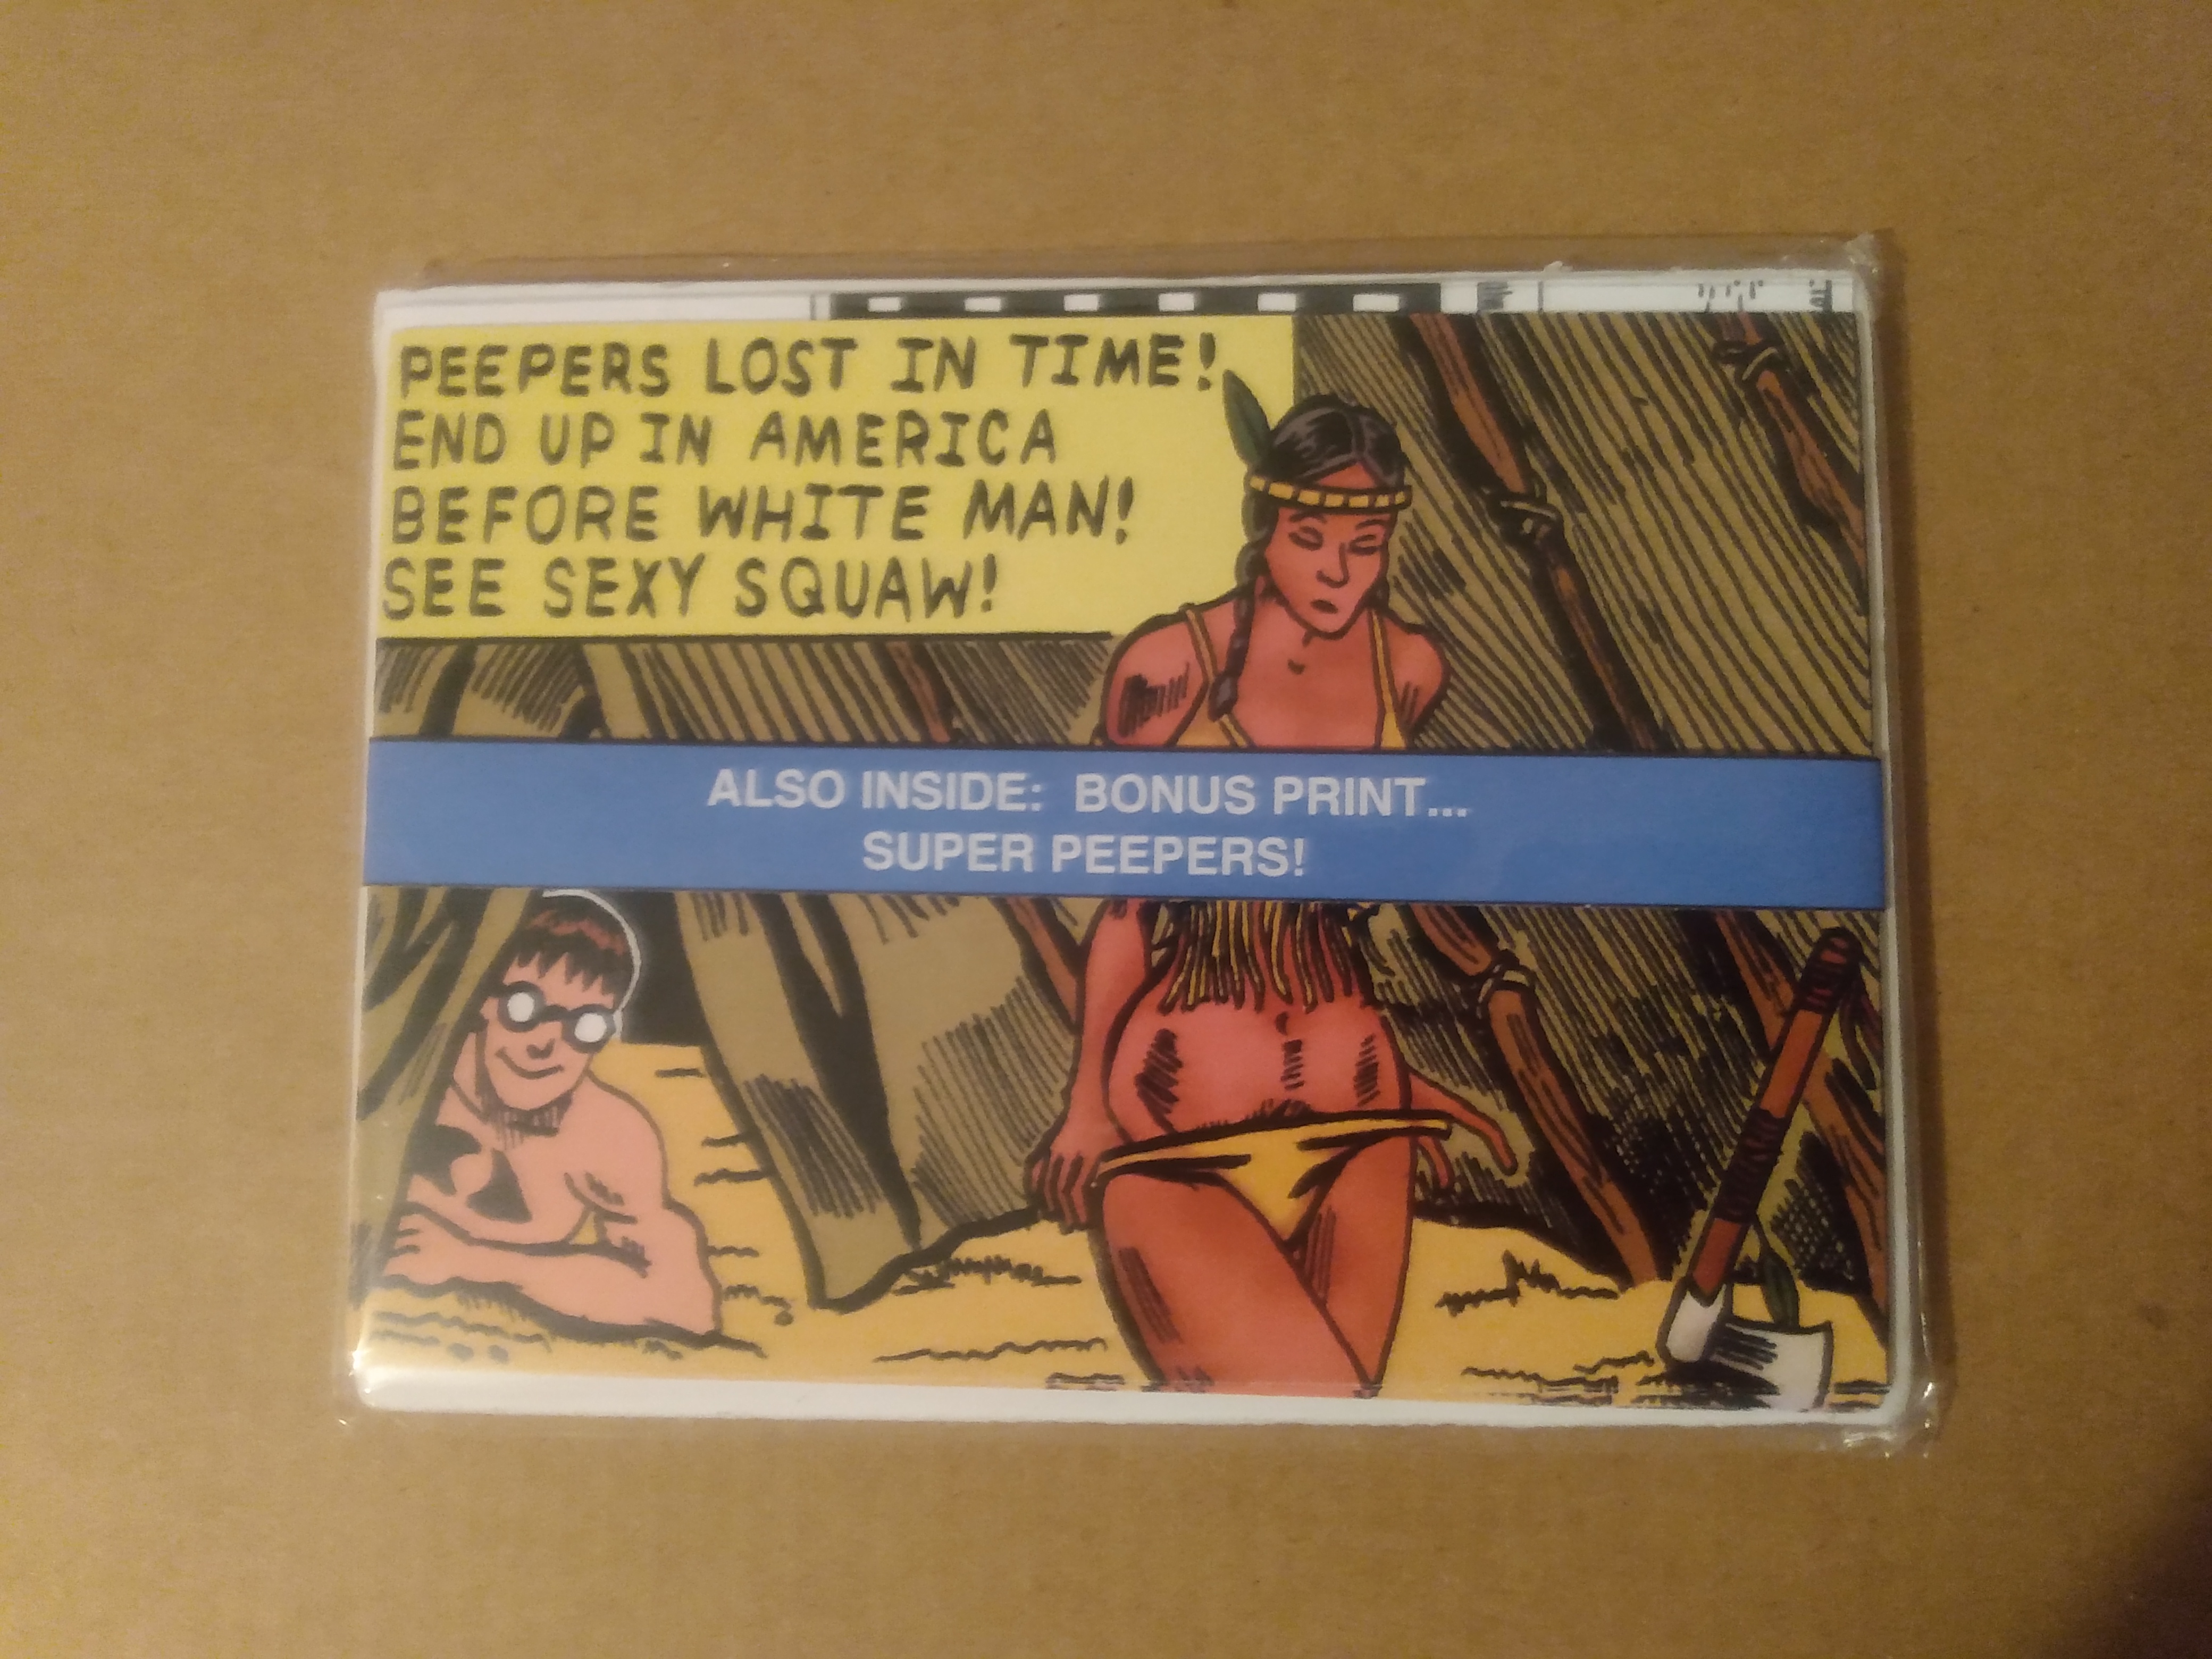 PEEPERS LOST IN TIME!
END UP IN AMERICA
BEFORE WHITE MAN!
SEE SEXY SQUAW!
ALSO INSIDE: BONUS PRINT...
SUPER PEEPERS!